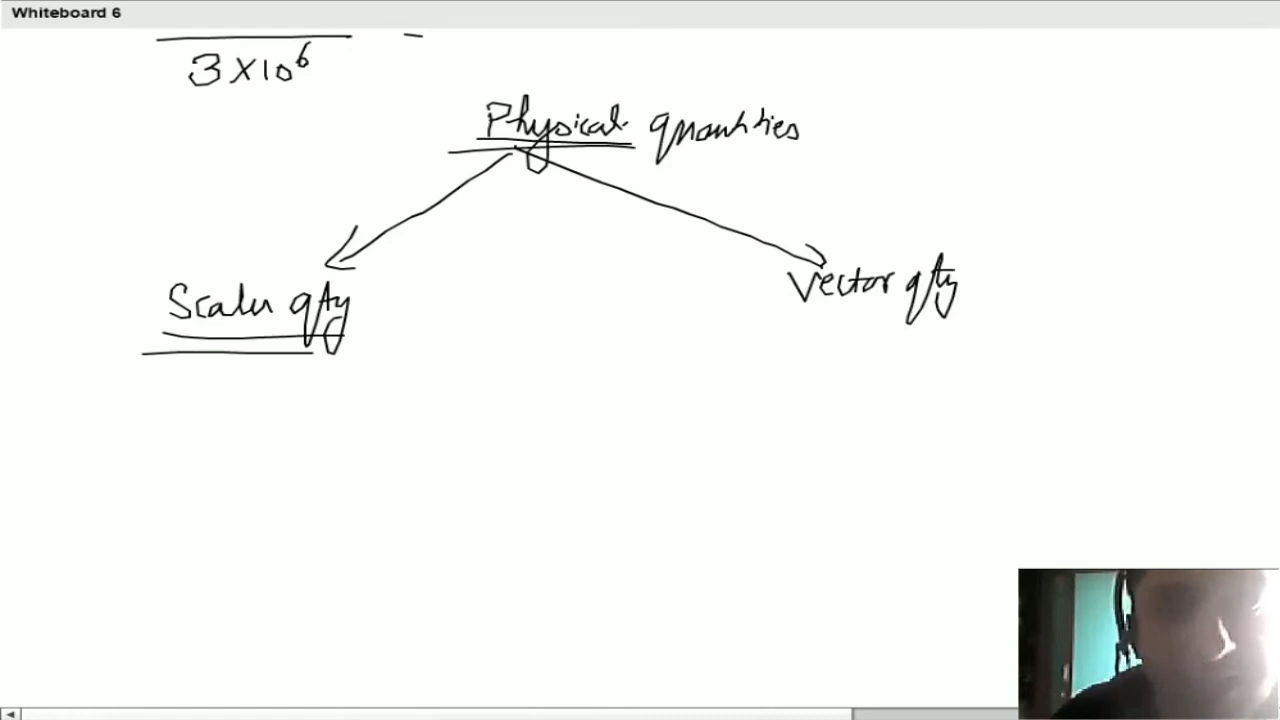 Whiteboard 6
3 × 10⁶
Physical quantities
Scalar qty
Vector qty